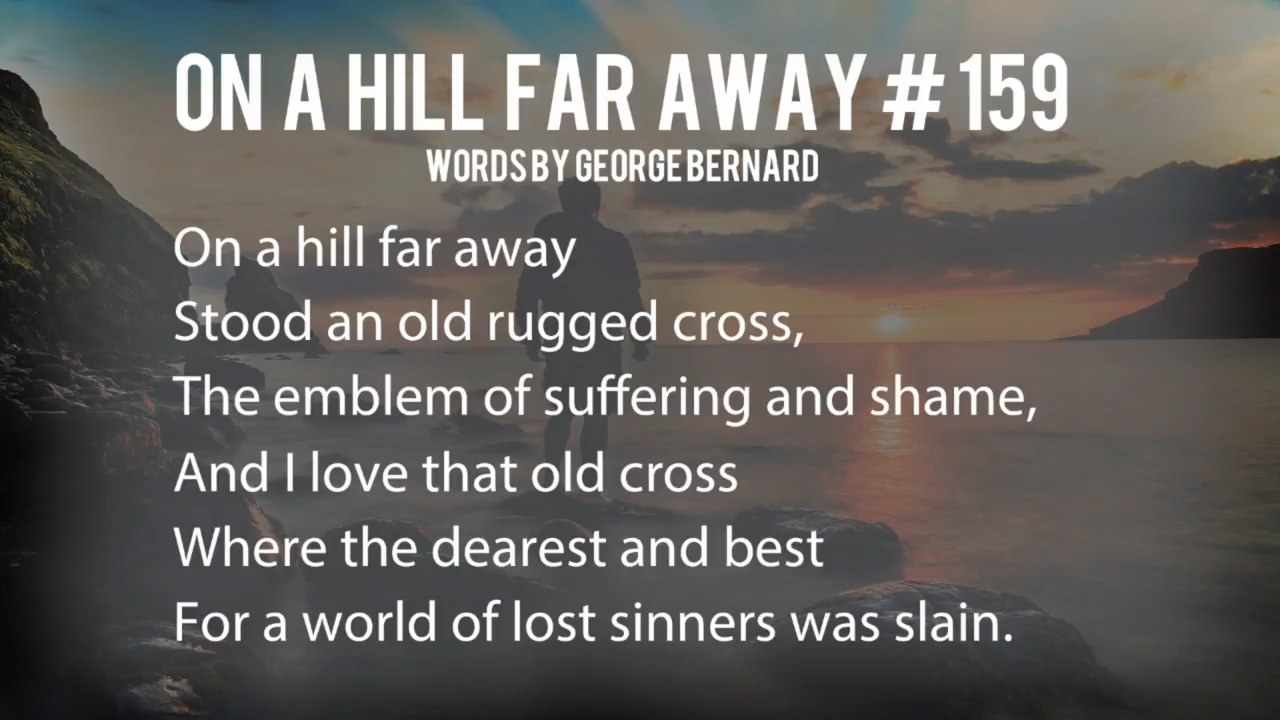 ON A HILL FAR AWAY # 159
WORDS BY GEORGE BERNARD
On a hill far away
Stood an old rugged cross,
The emblem of suffering and shame,
And I love that old cross
Where the dearest and best
For a world of lost sinners was slain.